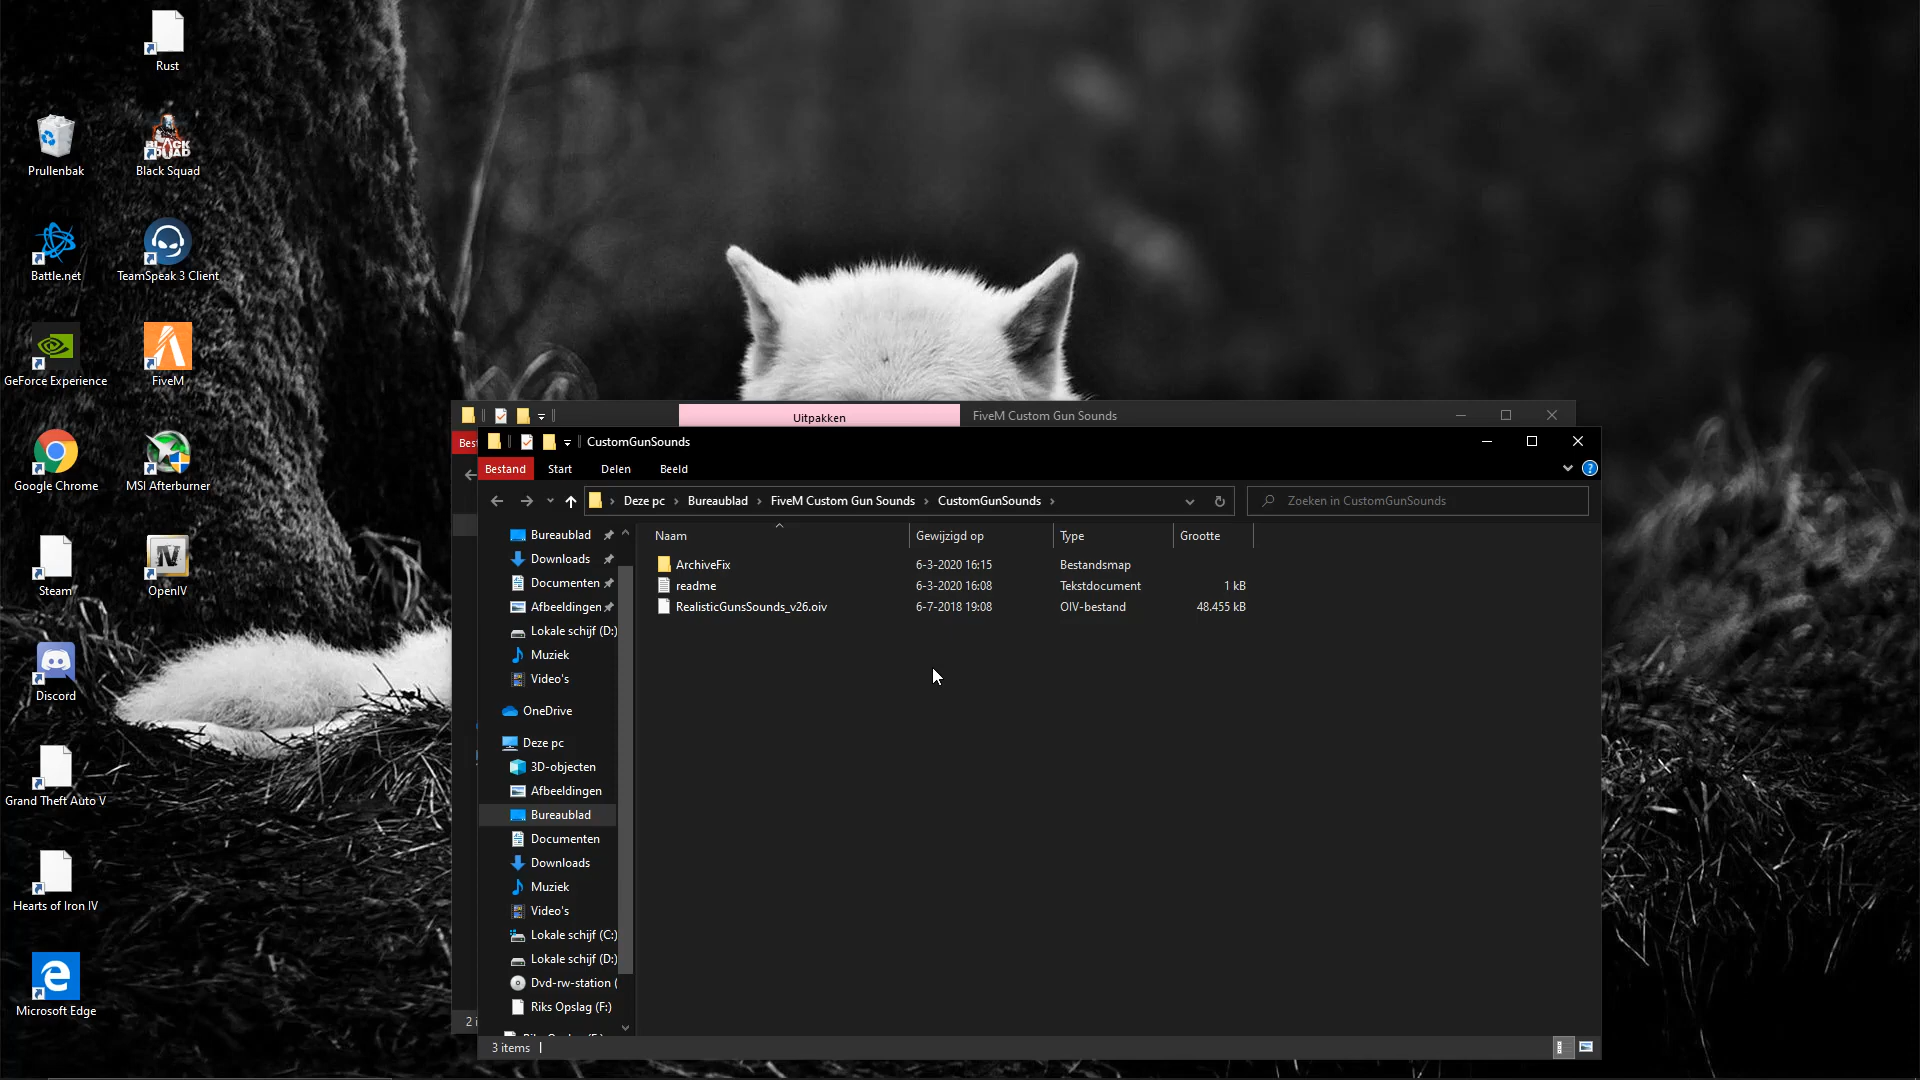 Rust
Prullenbak
BLACK SQUAD
Black Squad
Battle.net
TeamSpeak 3 Client
GeForce Experience
FiveM
Google Chrome
MSI Afterburner
Steam
IV
OpenIV
Discord
Grand Theft Auto V
Hearts of Iron IV
Microsoft Edge
Uitpakken
FiveM Custom Gun Sounds
Best
CustomGunSounds
Bestand
Start
Delen
Beeld
Deze pc
Bureaublad
FiveM Custom Gun Sounds
CustomGunSounds
Zoeken in CustomGunSounds
Bureaublad
Downloads
Documenten
Afbeeldingen
Lokale schijf (D:)
Muziek
Video's
OneDrive
Deze pc
3D-objecten
Afbeeldingen
Bureaublad
Documenten
Downloads
Muziek
Video's
Lokale schijf (C:)
Lokale schijf (D:)
Dvd-rw-station (
Riks Opslag (F:)
Naam Gewijzigd op Type Grootte
ArchiveFix 6-3-2020 16:15 Bestandsmap
readme 6-3-2020 16:08 Tekstdocument 1 kB
RealisticGunsSounds_v26.oiv 6-7-2018 19:08 OIV-bestand 48.455 kB
2 i
3 items